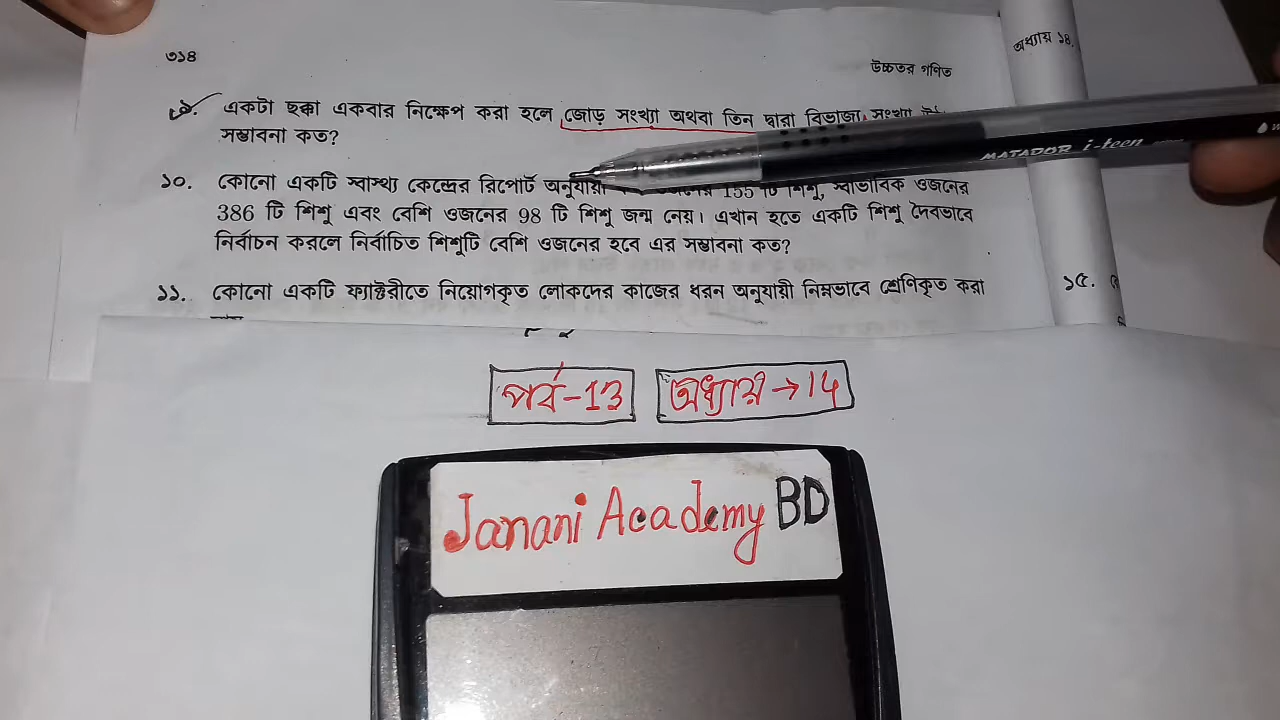 ৩১৪
উচ্চতর গণিত
অধ্যায় ১৪.
৯. একটা ছক্কা একবার নিক্ষেপ করা হলে জোড় সংখ্যা অথবা তিন দ্বারা বিভাজ্য সংখ্যা
সম্ভাবনা কত?
১০. কোনো একটি স্বাস্থ্য কেন্দ্রের রিপোর্ট অনুযায়ী 155 টি শিশু, স্বাভাবিক ওজনের
386 টি শিশু এবং বেশি ওজনের 98 টি শিশু জন্ম নেয়। এখান হতে একটি শিশু দৈবভাবে
নির্বাচন করলে নির্বাচিত শিশুটি বেশি ওজনের হবে এর সম্ভাবনা কত?
১১. কোনো একটি ফ্যাক্টরীতে নিয়োগকৃত লোকদের কাজের ধরন অনুযায়ী নিম্নভাবে শ্রেণিকৃত করা
১৫.
পর্ব-13 অধ্যায় → 14
Janani Academy BD
MATADOR i-teen